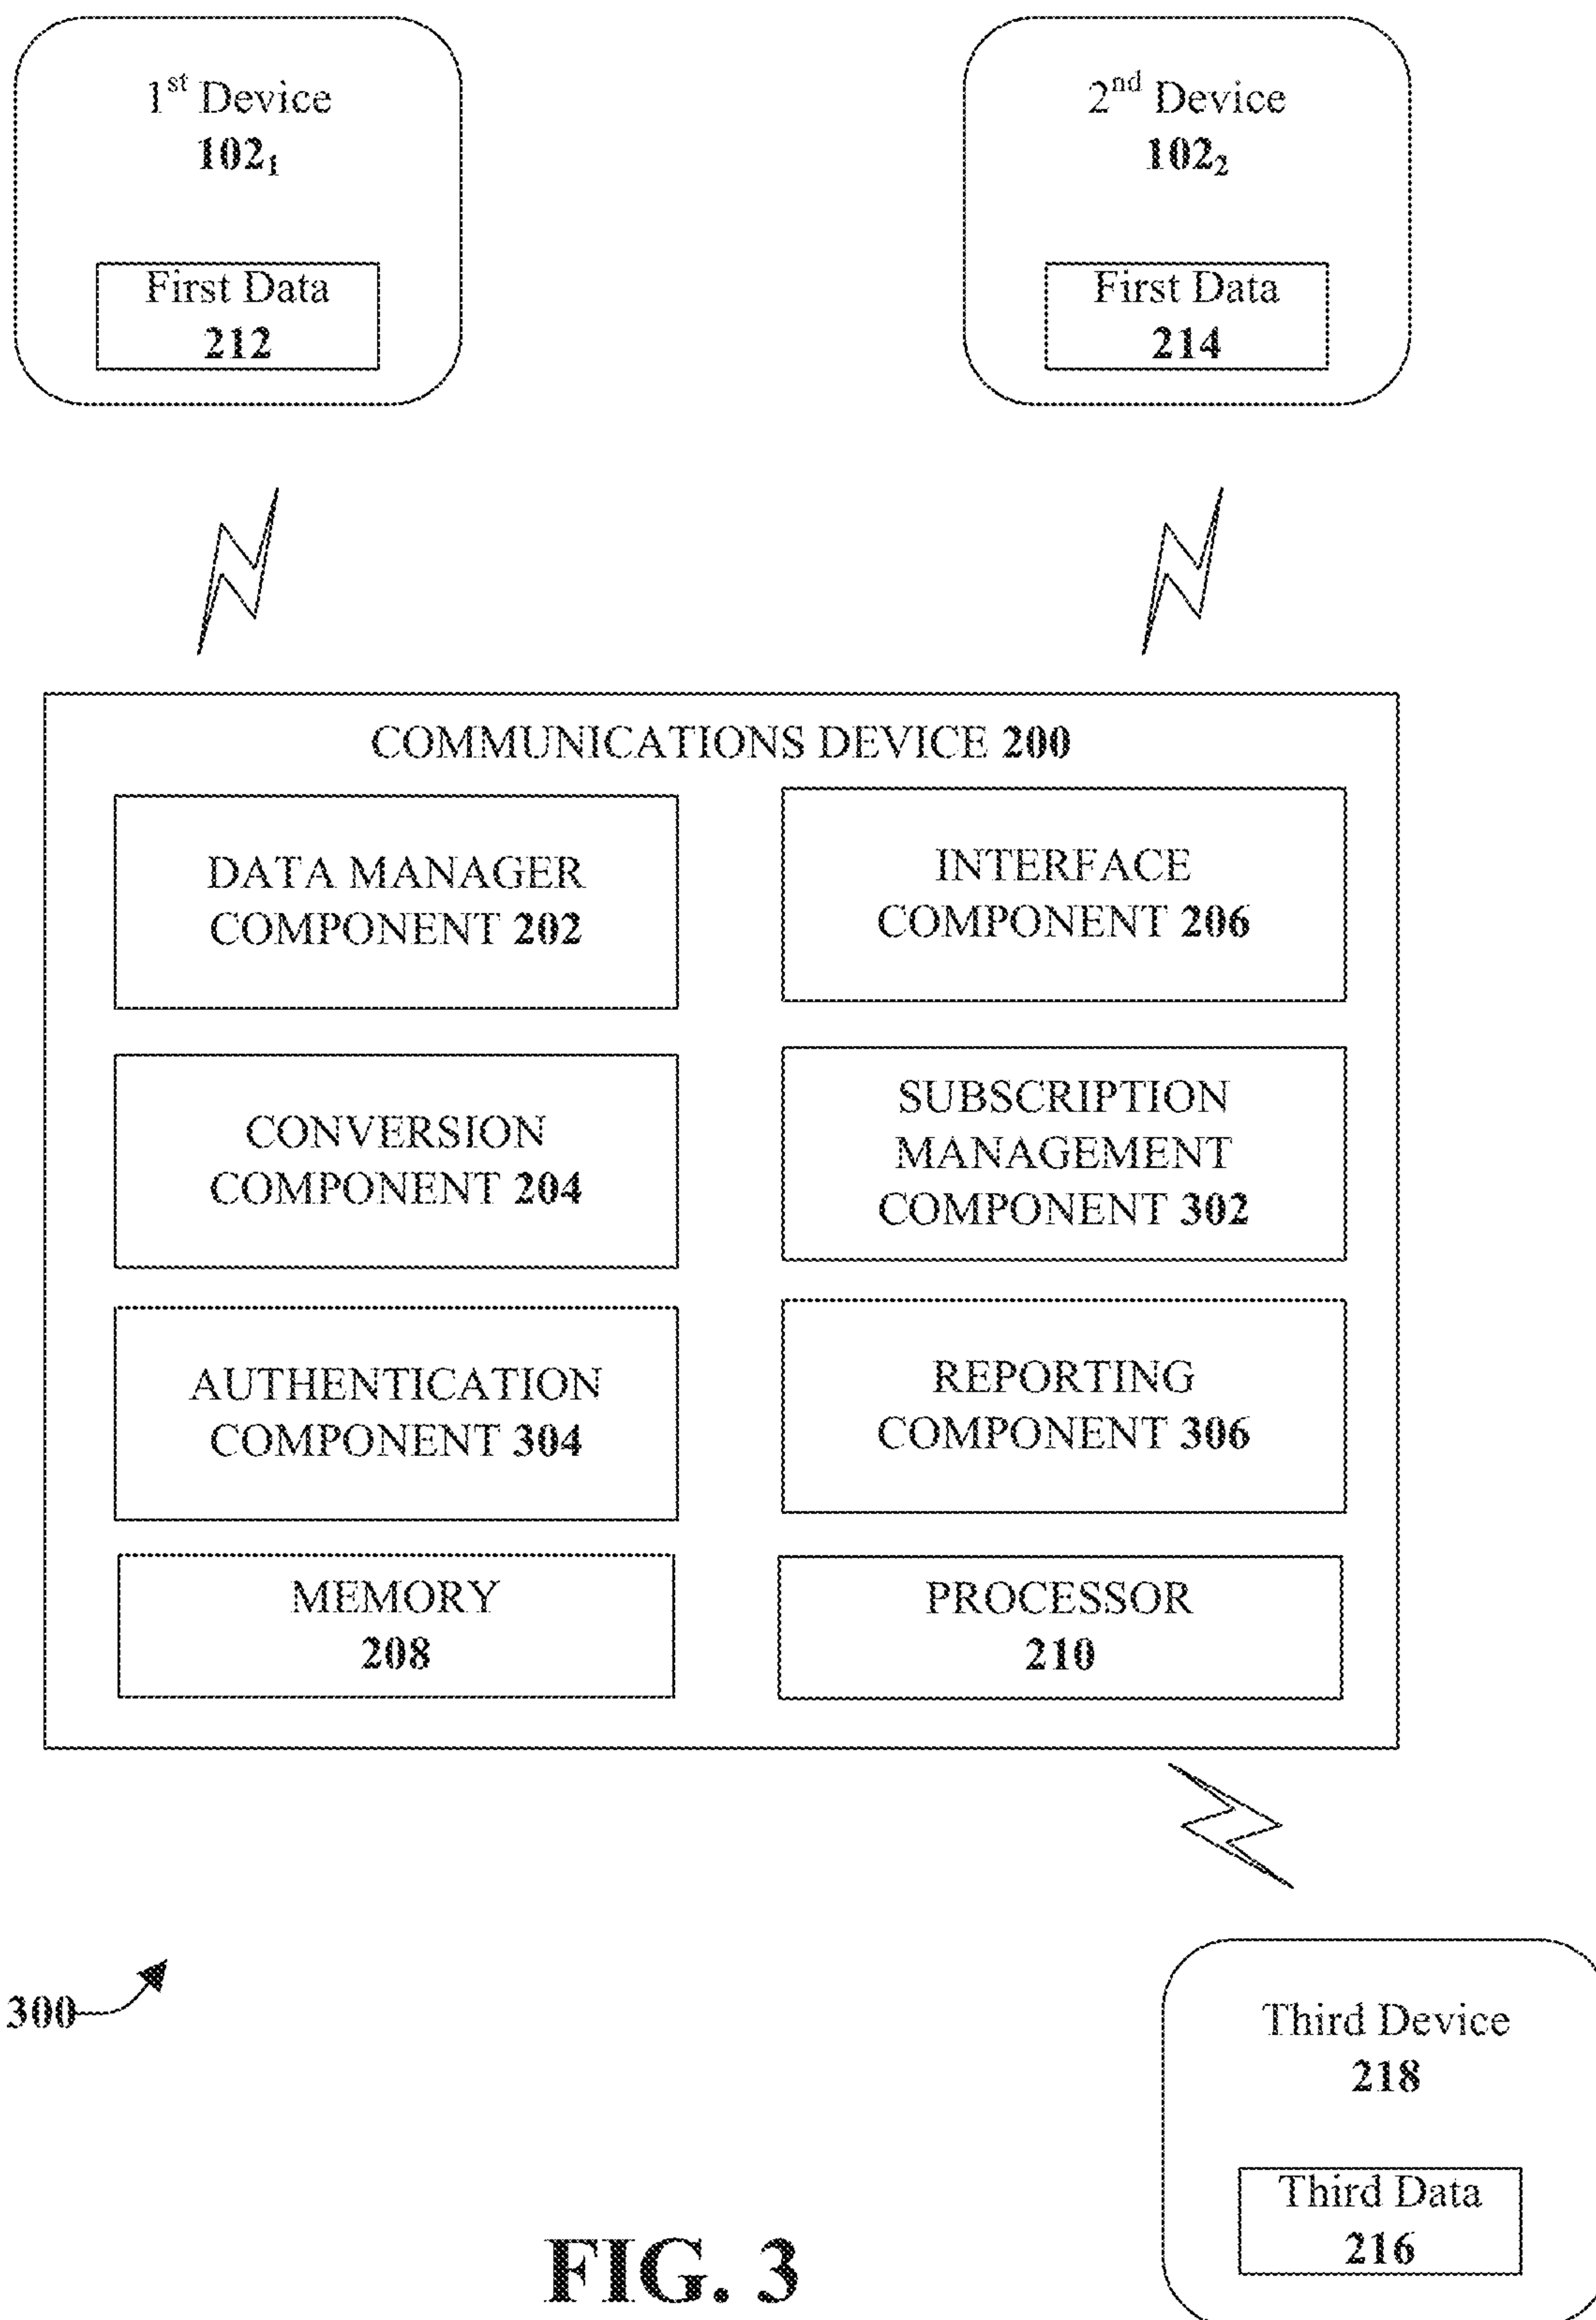 1st Device
102₁
First Data
212
2nd Device
102₂
First Data
214
COMMUNICATIONS DEVICE 200
DATA MANAGER
COMPONENT 202
INTERFACE
COMPONENT 206
CONVERSION
COMPONENT 204
SUBSCRIPTION
MANAGEMENT
COMPONENT 302
AUTHENTICATION
COMPONENT 304
REPORTING
COMPONENT 306
MEMORY
208
PROCESSOR
210
300
Third Device
218
Third Data
216
FIG. 3